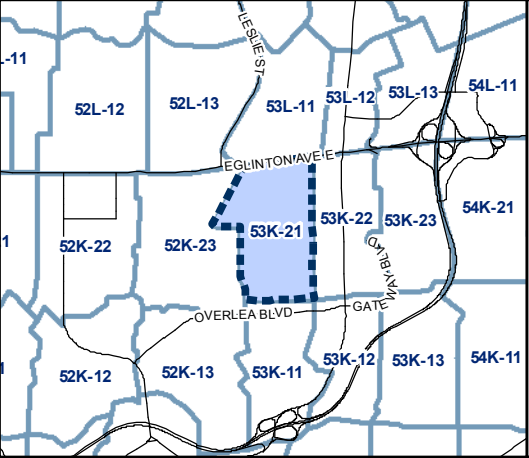 LESLIE ST
-11
52L-12
52L-13
53L-11
53L-12
53L-13
54L-11
EGLINTON AVE E
1
52K-22
52K-23
53K-21
53K-22
53K-23
54K-21
GATEWAY BLVD
OVERLEA BLVD
52K-12
52K-13
53K-11
53K-12
53K-13
54K-11